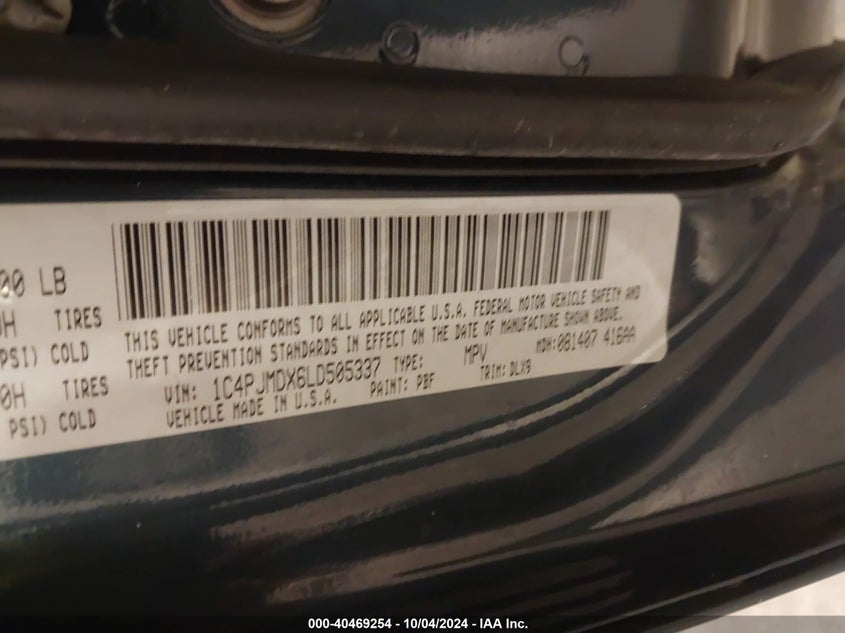 00 LB
0H TIRES
PSI) COLD
0H TIRES
PSI) COLD
THIS VEHICLE CONFORMS TO ALL APPLICABLE U.S.A. FEDERAL MOTOR VEHICLE SAFETY AND
THEFT PREVENTION STANDARDS IN EFFECT ON THE DATE OF MANUFACTURE SHOWN ABOVE.
VIN: 1C4PJMDX6LD505337 TYPE: MPV MDH:081407 416AA
VEHICLE MADE IN U.S.A. PAINT: PBF TRIM: DLX9
000-40469254 - 10/04/2024 - IAA Inc.